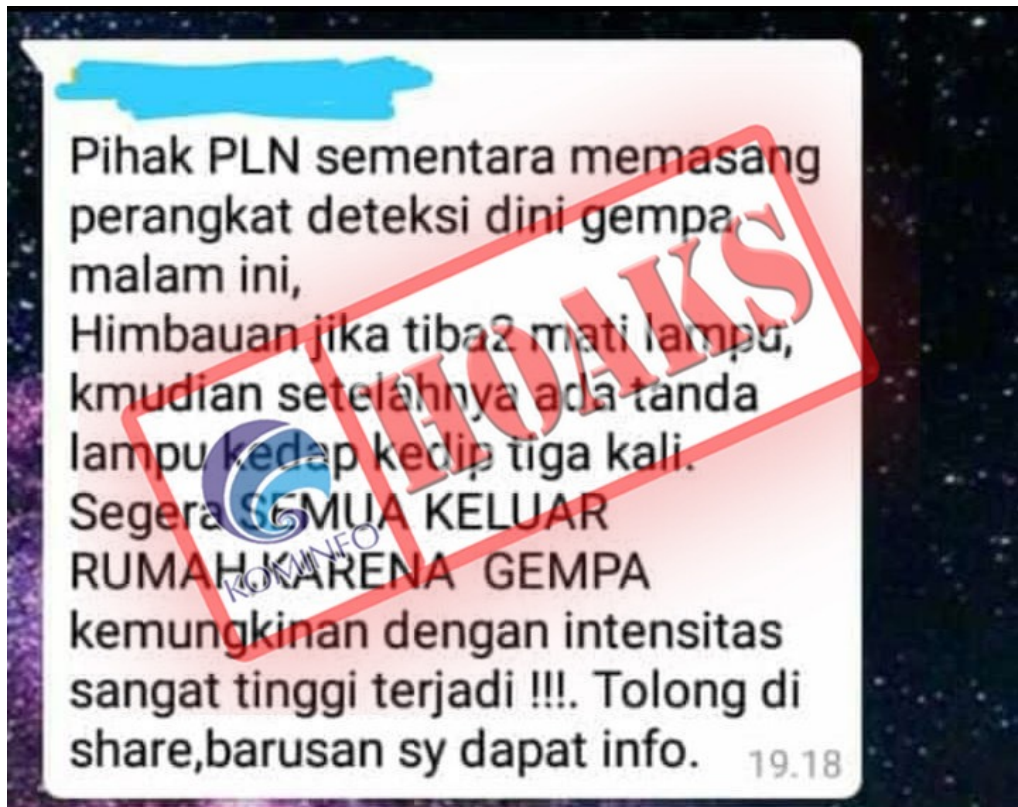 Pihak PLN sementara memasang
perangkat deteksi dini gempa
malam ini,
Himbauan jika tiba2 mati lampu,
kmudian setelahnya ada tanda
lampu kedap kedip tiga kali.
Segera SEMUA KELUAR
RUMAH.KARENA GEMPA
kemungkinan dengan intensitas
sangat tinggi terjadi !!!. Tolong di
share,barusan sy dapat info.
19.18
HOAKS
KOMINFO